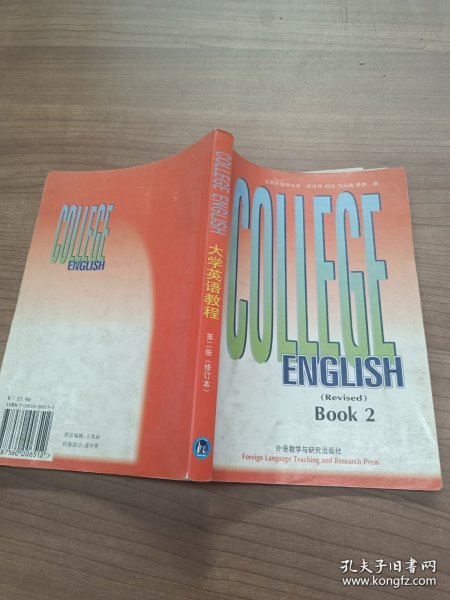 COLLEGE
ENGLISH
(Revised)
Book 2
外语教学与研究出版社
Foreign Language Teaching and Research Press
COLLEGE ENGLISH
大学英语教程
第二册(修订本)
COLLEGE
ENGLISH
孔夫子旧书网
www.kongfz.com